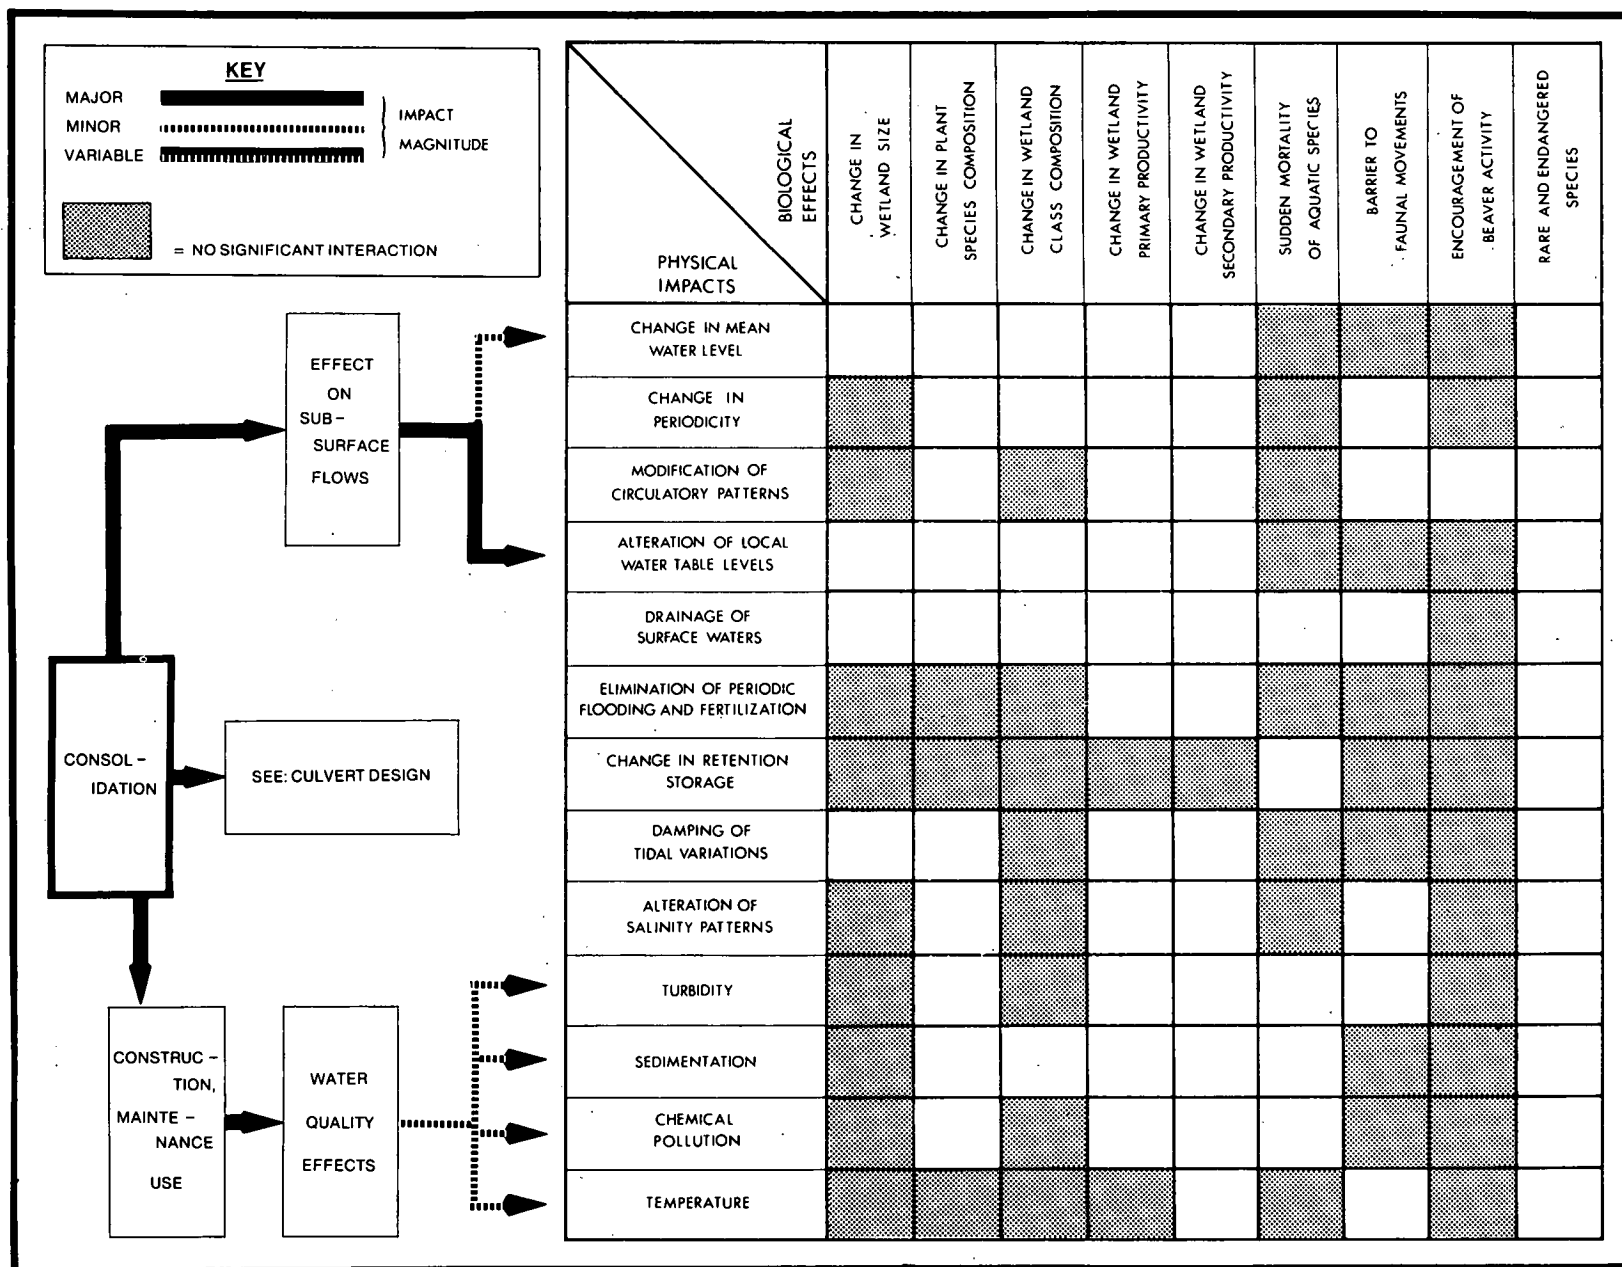 KEY
MAJOR
MINOR
VARIABLE
IMPACT
MAGNITUDE
= NO SIGNIFICANT INTERACTION
BIOLOGICAL
EFFECTS
PHYSICAL
IMPACTS
CHANGE IN
WETLAND SIZE
CHANGE IN PLANT
SPECIES COMPOSITION
CHANGE IN WETLAND
CLASS COMPOSITION
CHANGE IN WETLAND
PRIMARY PRODUCTIVITY
CHANGE IN WETLAND
SECONDARY PRODUCTIVITY
SUDDEN MORTALITY
OF AQUATIC SPECIES
BARRIER TO
FAUNAL MOVEMENTS
ENCOURAGEMENT OF
BEAVER ACTIVITY
RARE AND ENDANGERED
SPECIES
CHANGE IN MEAN
WATER LEVEL
CHANGE IN
PERIODICITY
MODIFICATION OF
CIRCULATORY PATTERNS
ALTERATION OF LOCAL
WATER TABLE LEVELS
DRAINAGE OF
SURFACE WATERS
ELIMINATION OF PERIODIC
FLOODING AND FERTILIZATION
CHANGE IN RETENTION
STORAGE
DAMPING OF
TIDAL VARIATIONS
ALTERATION OF
SALINITY PATTERNS
TURBIDITY
SEDIMENTATION
CHEMICAL
POLLUTION
TEMPERATURE
EFFECT
ON
SUB-
SURFACE
FLOWS
CONSOL-
IDATION
SEE: CULVERT DESIGN
CONSTRUC-
TION,
MAINTE-
NANCE
USE
WATER
QUALITY
EFFECTS